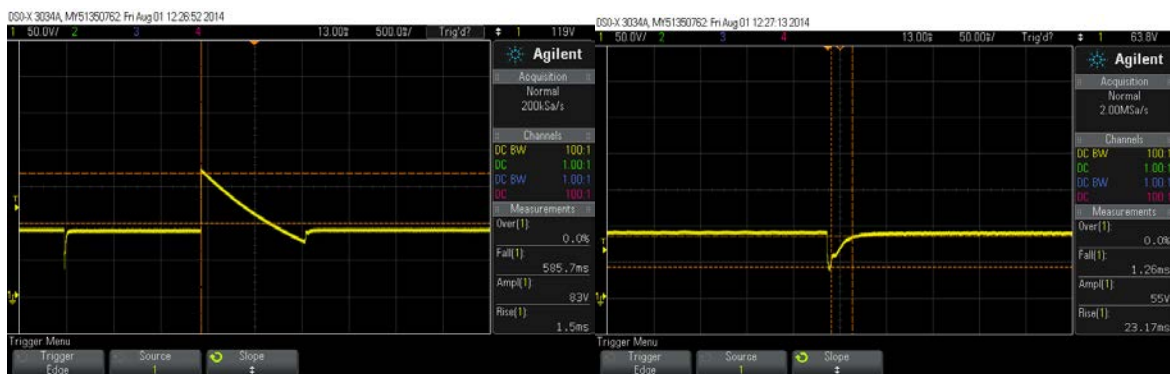 DSO-X 3034A, MY51350762: Fri Aug 01 12:26:52 2014
1 50.0V/ 2 3 4 13.00s 500.0s/ Trig'd? 1 119V
Agilent
Acquisition
Normal
200kSa/s
Channels
DC BW 100:1
DC 1.00:1
DC BW 1.00:1
DC 100:1
Measurements
Over(1):
0.0%
Fall(1):
585.7ms
Ampl(1):
83V
Rise(1):
1.5ms
Trigger Menu
Trigger Source Slope
Edge 1
DSO-X 3034A, MY51350762: Fri Aug 01 12:27:13 2014
1 50.0V/ 2 3 4 13.00s 50.00s/ Trig'd? 1 63.8V
Agilent
Acquisition
Normal
2.00MSa/s
Channels
DC BW 100:1
DC 1.00:1
DC BW 1.00:1
DC 100:1
Measurements
Over(1):
0.0%
Fall(1):
1.26ms
Ampl(1):
55V
Rise(1):
23.17ms
Trigger Menu
Trigger Source Slope
Edge 1